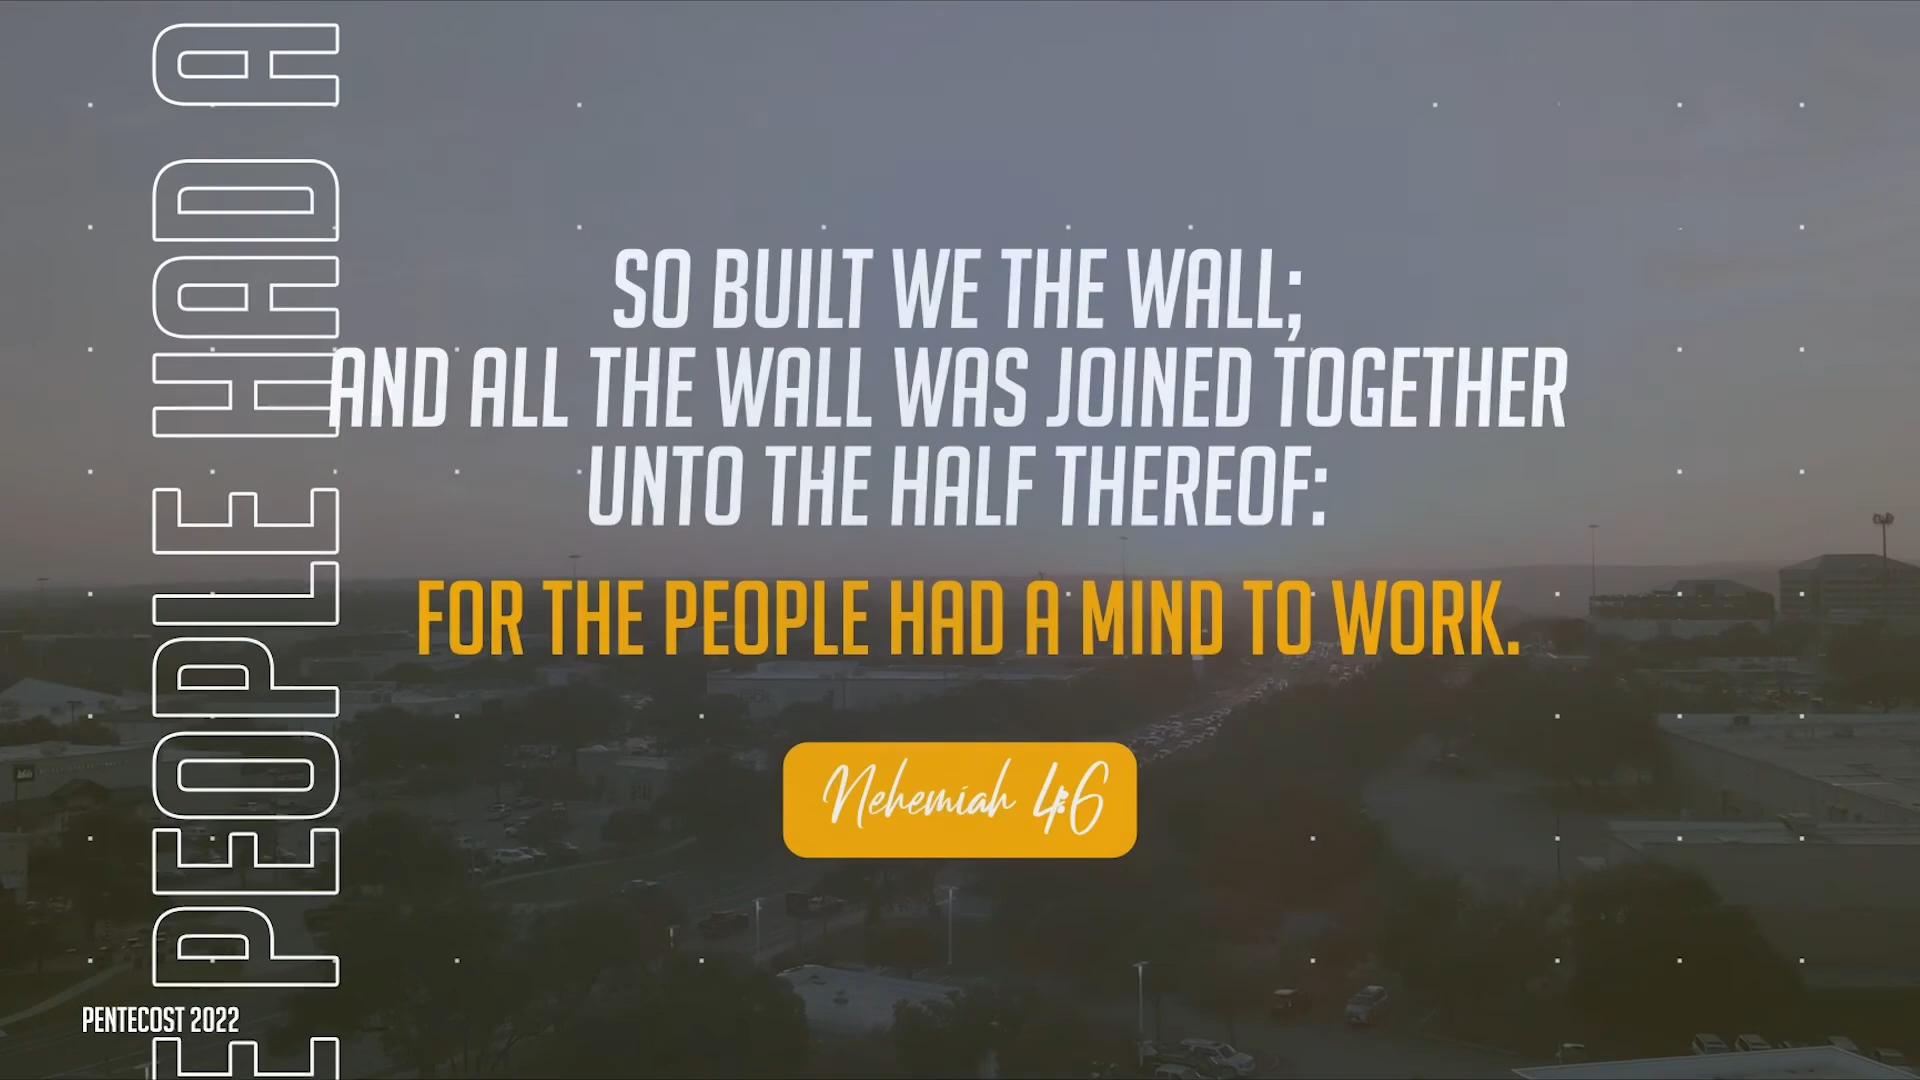 SO BUILT WE THE WALL;
AND ALL THE WALL WAS JOINED TOGETHER
UNTO THE HALF THEREOF:
FOR THE PEOPLE HAD A MIND TO WORK.
Nehemiah 4:6
E PEOPLE HAD A
PENTECOST 2022